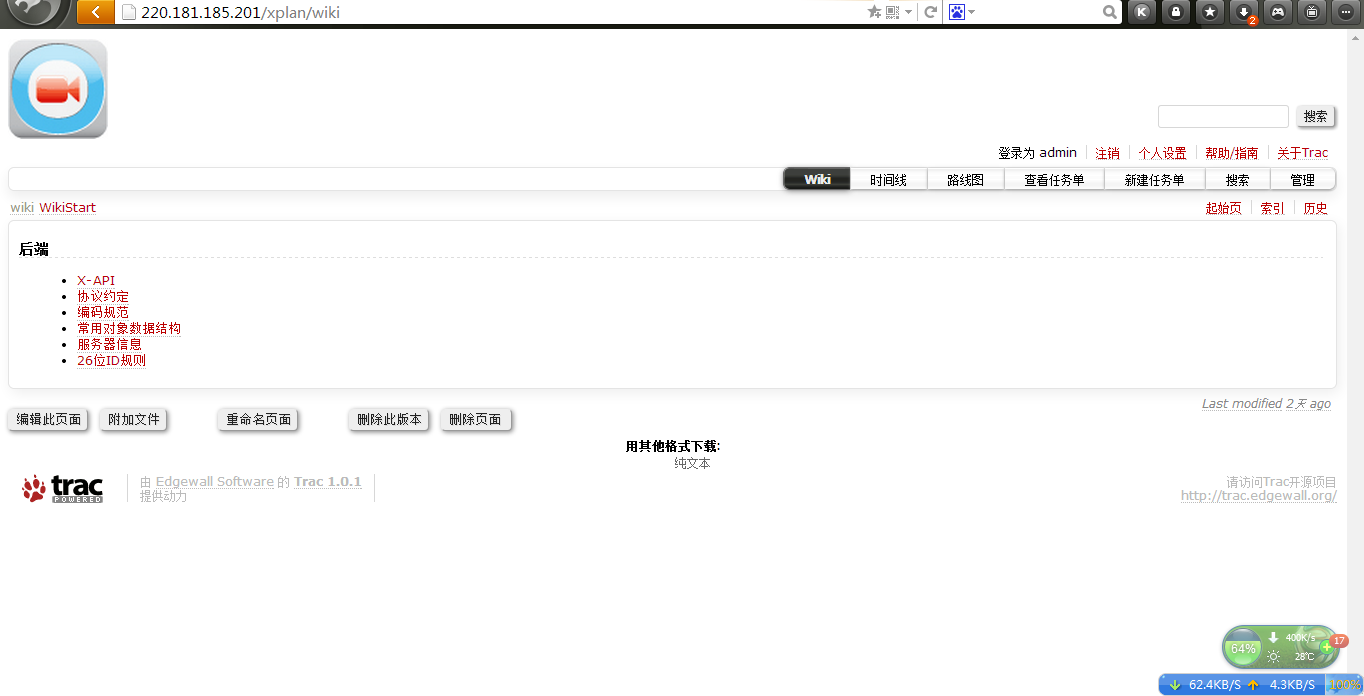 220.181.185.201/xplan/wiki
K
2
搜索
登录为 admin 注销 个人设置 帮助/指南 关于Trac
Wiki 时间线 路线图 查看任务单 新建任务单 搜索 管理
wiki WikiStart 起始页 索引 历史
后端
X-API
协议约定
编码规范
常用对象数据结构
服务器信息
26位ID规则
Last modified 2天 ago
编辑此页面 附加文件 重命名页面 删除此版本 删除页面
用其他格式下载:
纯文本
trac
POWERED
由 Edgewall Software 的 Trac 1.0.1
提供动力
请访问Trac开源项目
http://trac.edgewall.org/
64% 400K/s 17
28℃
62.4KB/S 4.3KB/S 100%